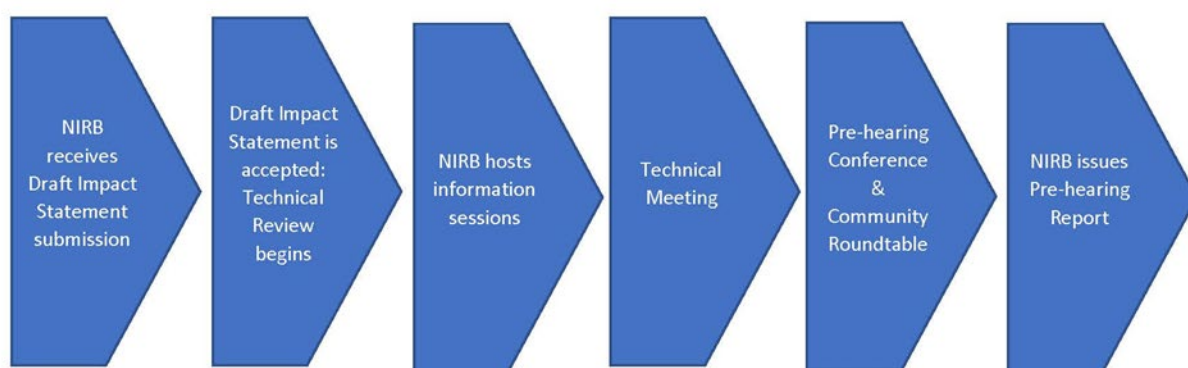 NIRB
receives
Draft Impact
Statement
submission
Draft Impact
Statement is
accepted:
Technical
Review
begins
NIRB hosts
information
sessions
Technical
Meeting
Pre-hearing
Conference
&
Community
Roundtable
NIRB issues
Pre-hearing
Report